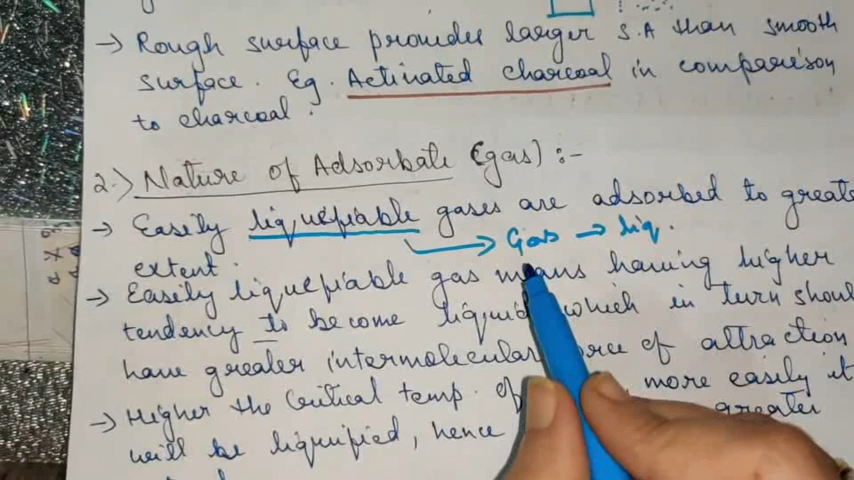 → Rough surface provides larger S.A than smooth
surface. Eg. Activated charcoal in comparison
to charcoal.
2.) Nature of Adsorbate (gas) :-
→ Easily liquefiable gases are adsorbed to greate
→ Gas → liq.
extent.
→ Easily liquefiable gas means having higher
tendency to become liquid which in turn shoul
have greater intermolecular force of attraction
→ Higher the Critical temp. of more easily it
will be liquified, hence greater